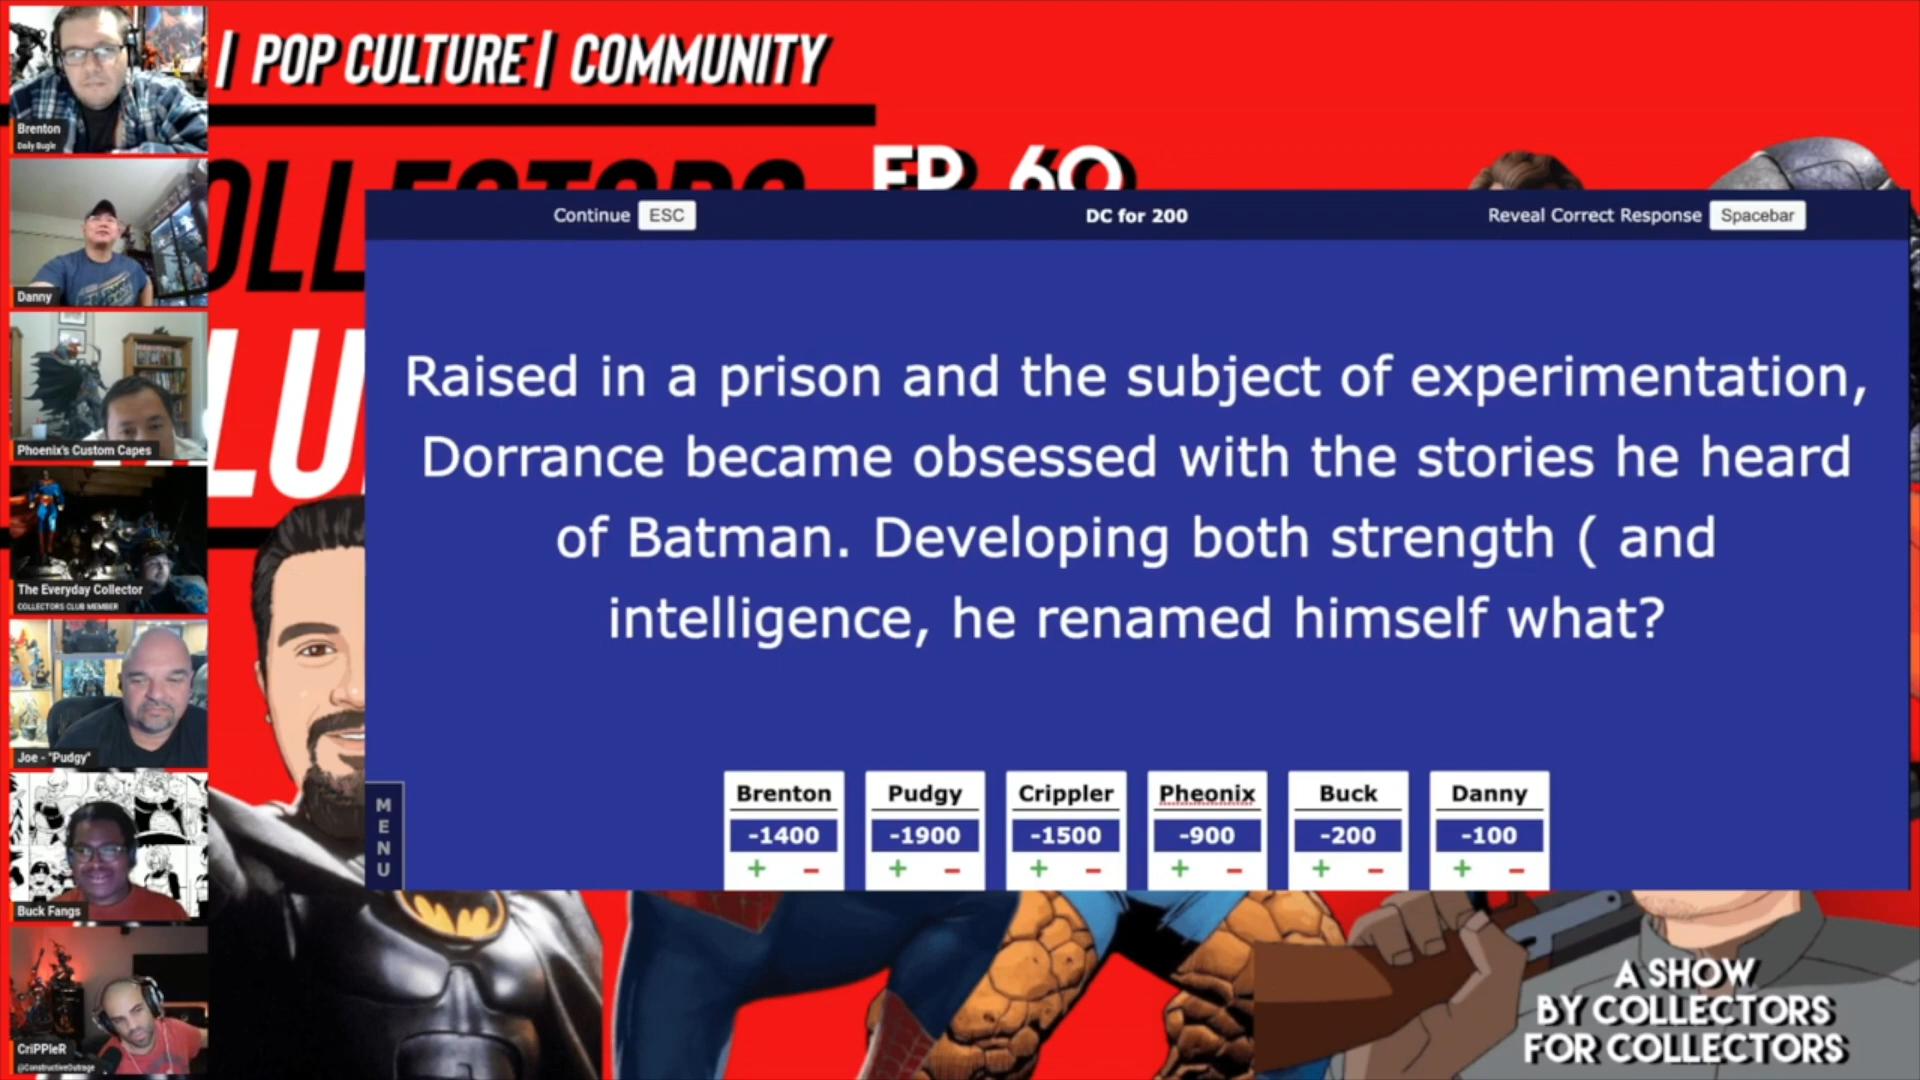 | POP CULTURE | COMMUNITY
EP. 60
Continue ESC
DC for 200
Reveal Correct Response Spacebar
Raised in a prison and the subject of experimentation,
Dorrance became obsessed with the stories he heard
of Batman. Developing both strength ( and
intelligence, he renamed himself what?
MENU
Brenton
-1400
+ −
Pudgy
-1900
+ −
Crippler
-1500
+ −
Pheonix
-900
+ −
Buck
-200
+ −
Danny
-100
+ −
Brenton
Daily Bugle
Danny
Phoenix's Custom Capes
The Everyday Collector
COLLECTORS CLUB MEMBER
Joe - "Pudgy"
Buck Fangs
CriPPleR
@ConstructiveOutrage
A SHOW
BY COLLECTORS
FOR COLLECTORS